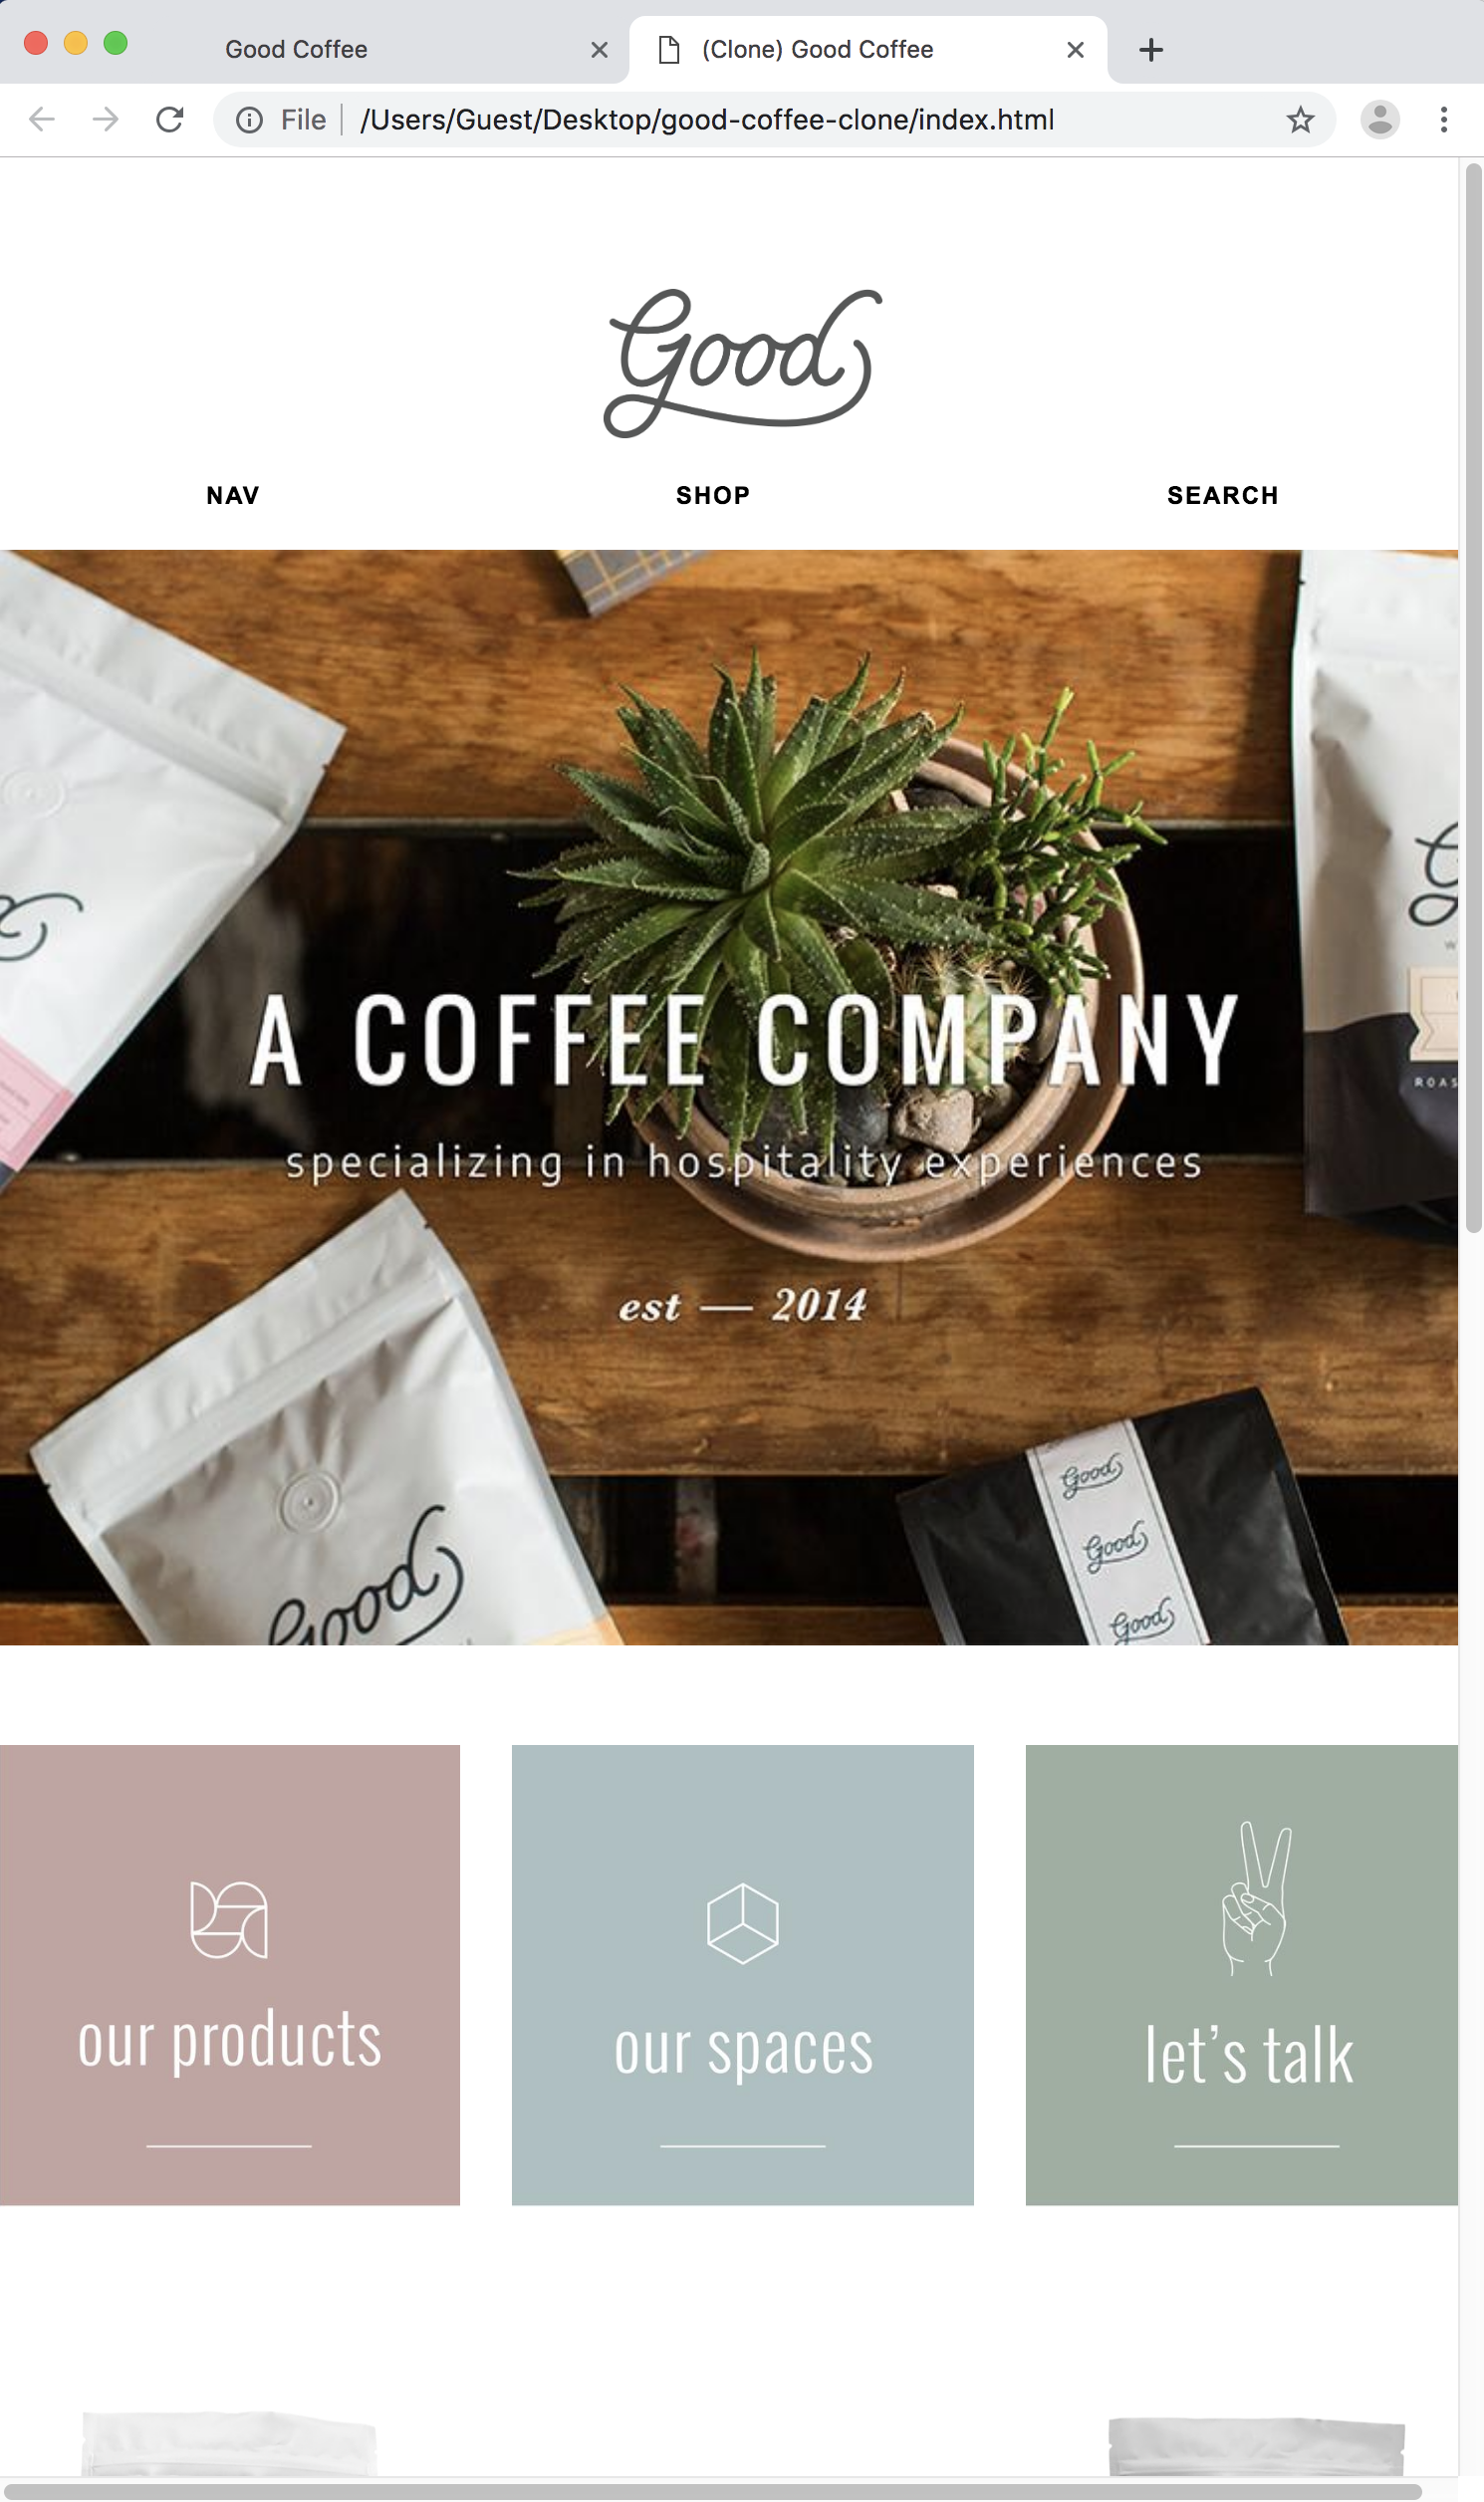 Good Coffee
(Clone) Good Coffee
File
/Users/Guest/Desktop/good-coffee-clone/index.html
Good
NAV
SHOP
SEARCH
A COFFEE COMPANY
specializing in hospitality experiences
est — 2014
Good
Good
Good
Good
our products
our spaces
let’s talk